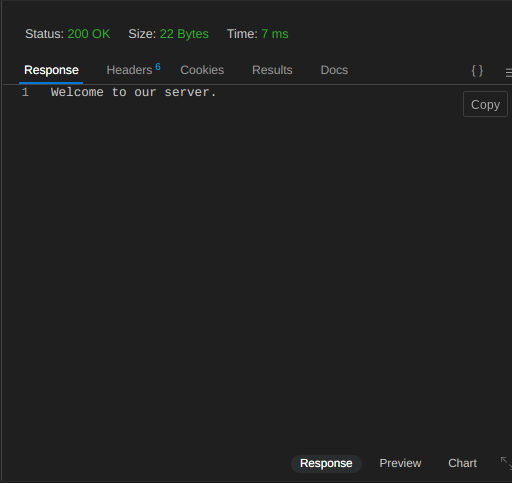 Status: 200 OK Size: 22 Bytes Time: 7 ms
Response Headers 6 Cookies Results Docs { }
1 Welcome to our server.
Copy
Response Preview Chart